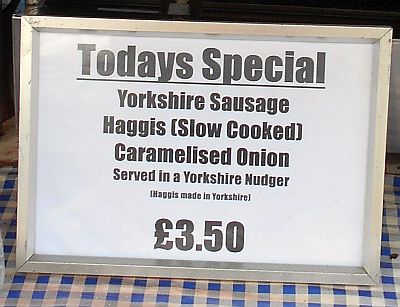 Todays Special
Yorkshire Sausage
Haggis (Slow Cooked)
Caramelised Onion
Served in a Yorkshire Nudger
(Haggis made in Yorkshire)
£3.50